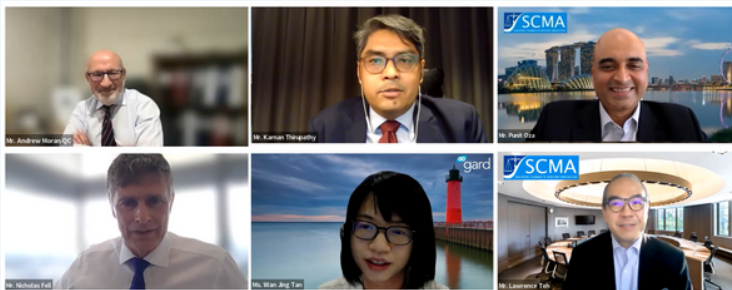 SCMA
Mr. Andrew Moran QC
Mr. Karnan Thirupathy
Mr. Punit Oza
gard
SCMA
Mr. Nicholas Fell
Ms. Wan Jing Tan
Mr. Lawrence Teh